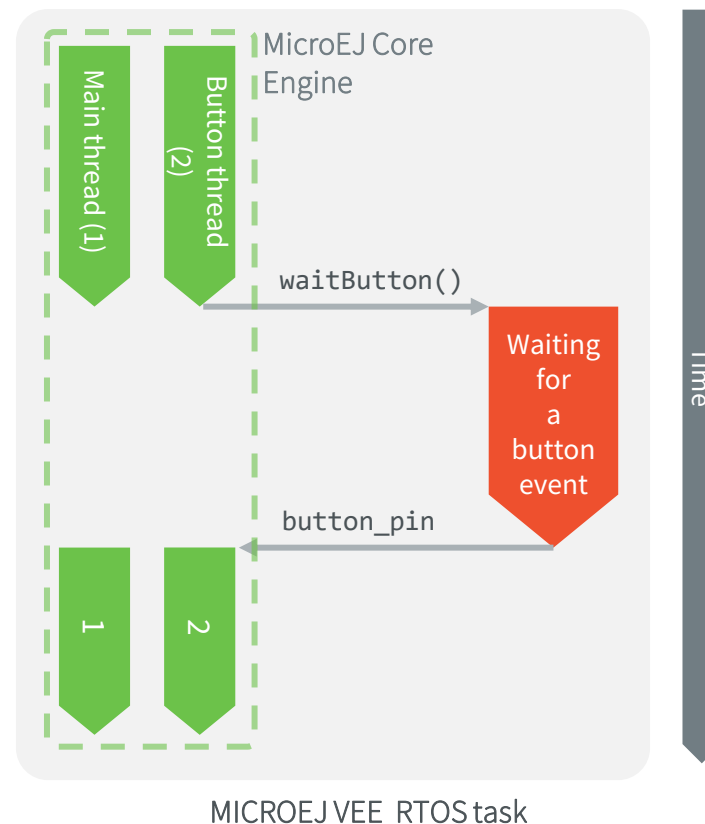 MicroEJ Core
Engine
Main thread (1)
Button thread
(2)
waitButton()
Waiting
for
a
button
event
Time
button_pin
1
2
MICROEJ VEE RTOS task